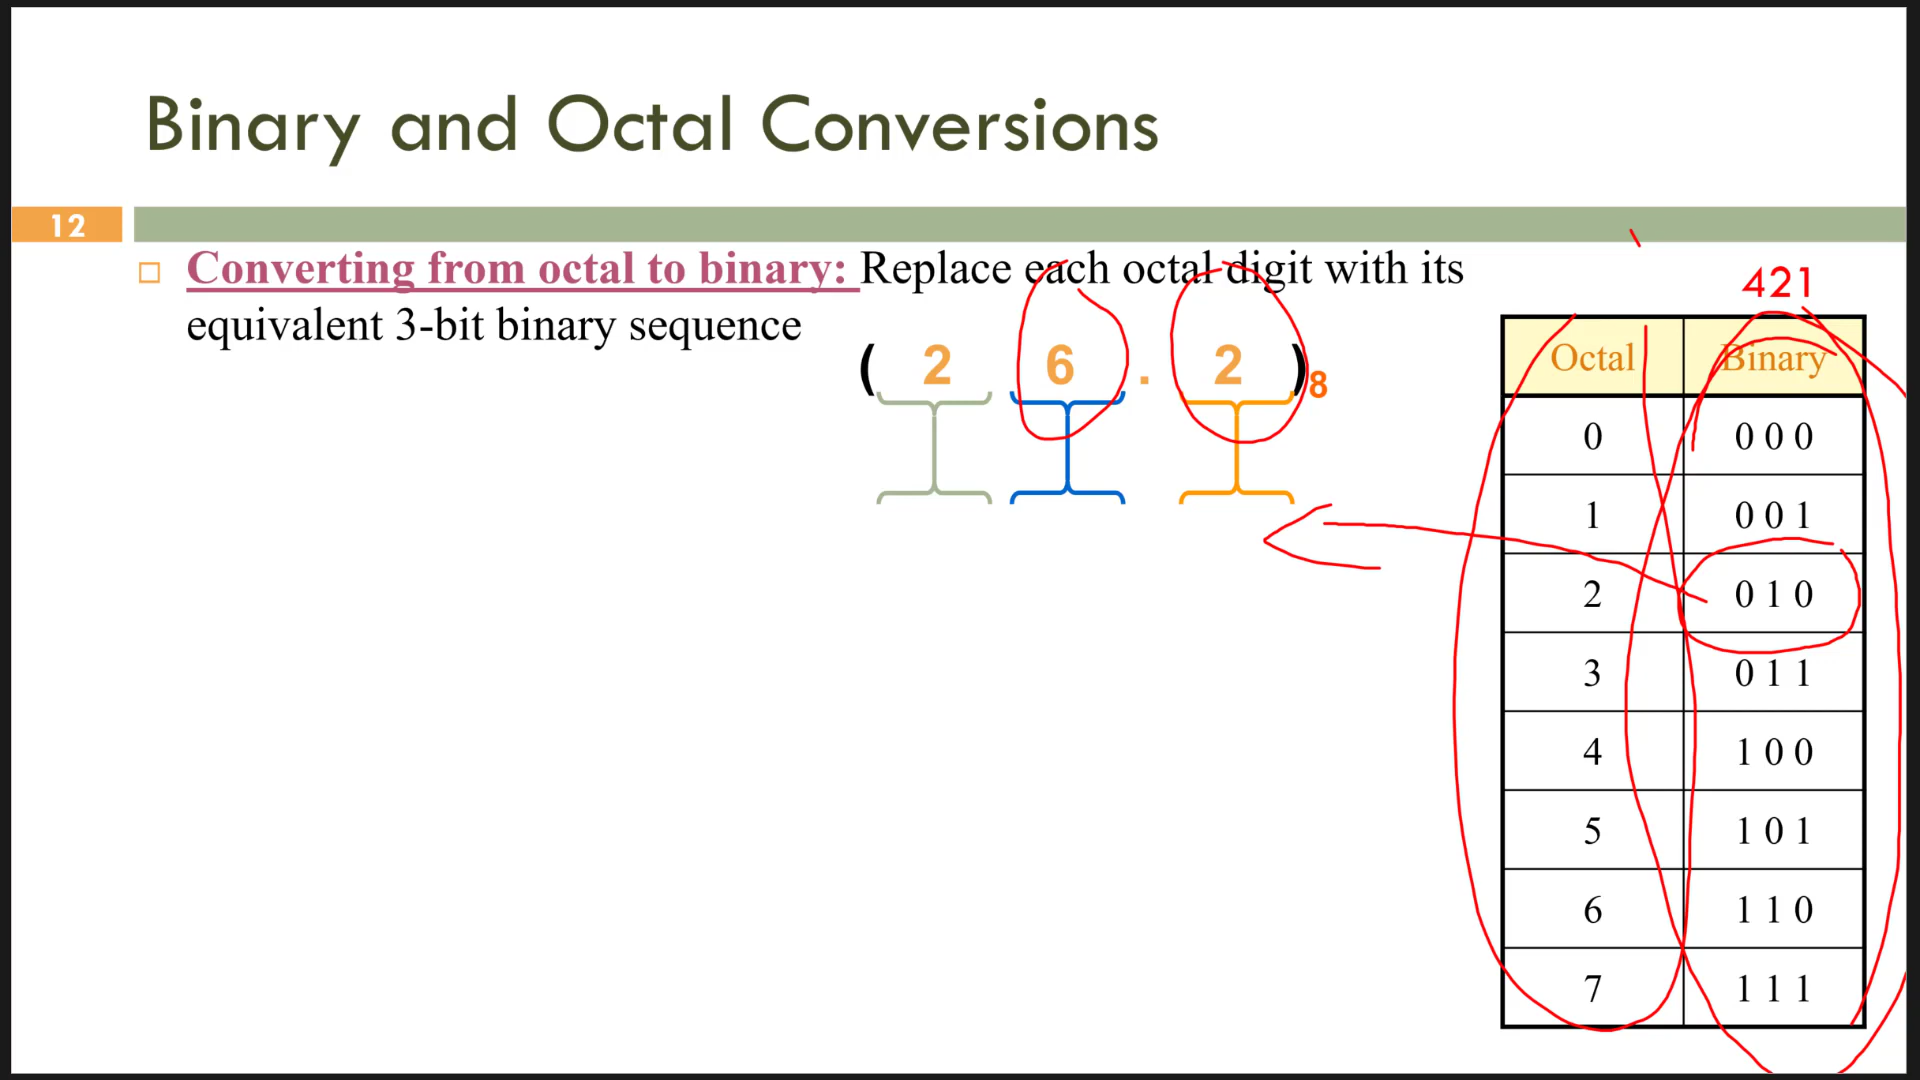 Binary and Octal Conversions
12
Converting from octal to binary: Replace each octal digit with its
equivalent 3-bit binary sequence
( 2 6 . 2 )8
421
Octal Binary
0 0 0 0
1 0 0 1
2 0 1 0
3 0 1 1
4 1 0 0
5 1 0 1
6 1 1 0
7 1 1 1